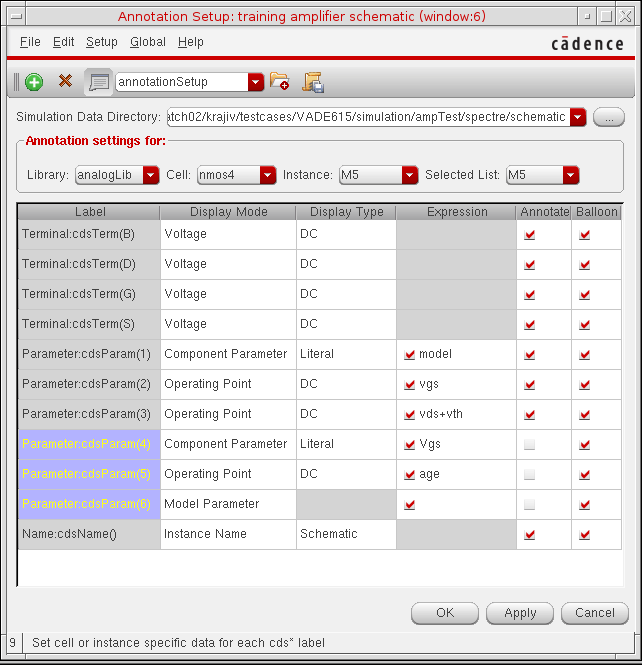 Annotation Setup: training amplifier schematic (window:6)
File Edit Setup Global Help
cādence
annotationSetup
Simulation Data Directory: atch02/krajiv/testcases/VADE615/simulation/ampTest/spectre/schematic ...
Annotation settings for:
Library: analogLib Cell: nmos4 Instance: M5 Selected List: M5
Label Display Mode Display Type Expression Annotate Balloon
Terminal:cdsTerm(B) Voltage DC
Terminal:cdsTerm(D) Voltage DC
Terminal:cdsTerm(G) Voltage DC
Terminal:cdsTerm(S) Voltage DC
Parameter:cdsParam(1) Component Parameter Literal model
Parameter:cdsParam(2) Operating Point DC vgs
Parameter:cdsParam(3) Operating Point DC vds+vth
Parameter:cdsParam(4) Component Parameter Literal Vgs
Parameter:cdsParam(5) Operating Point DC age
Parameter:cdsParam(6) Model Parameter
Name:cdsName() Instance Name Schematic
OK Apply Cancel
9 Set cell or instance specific data for each cds* label